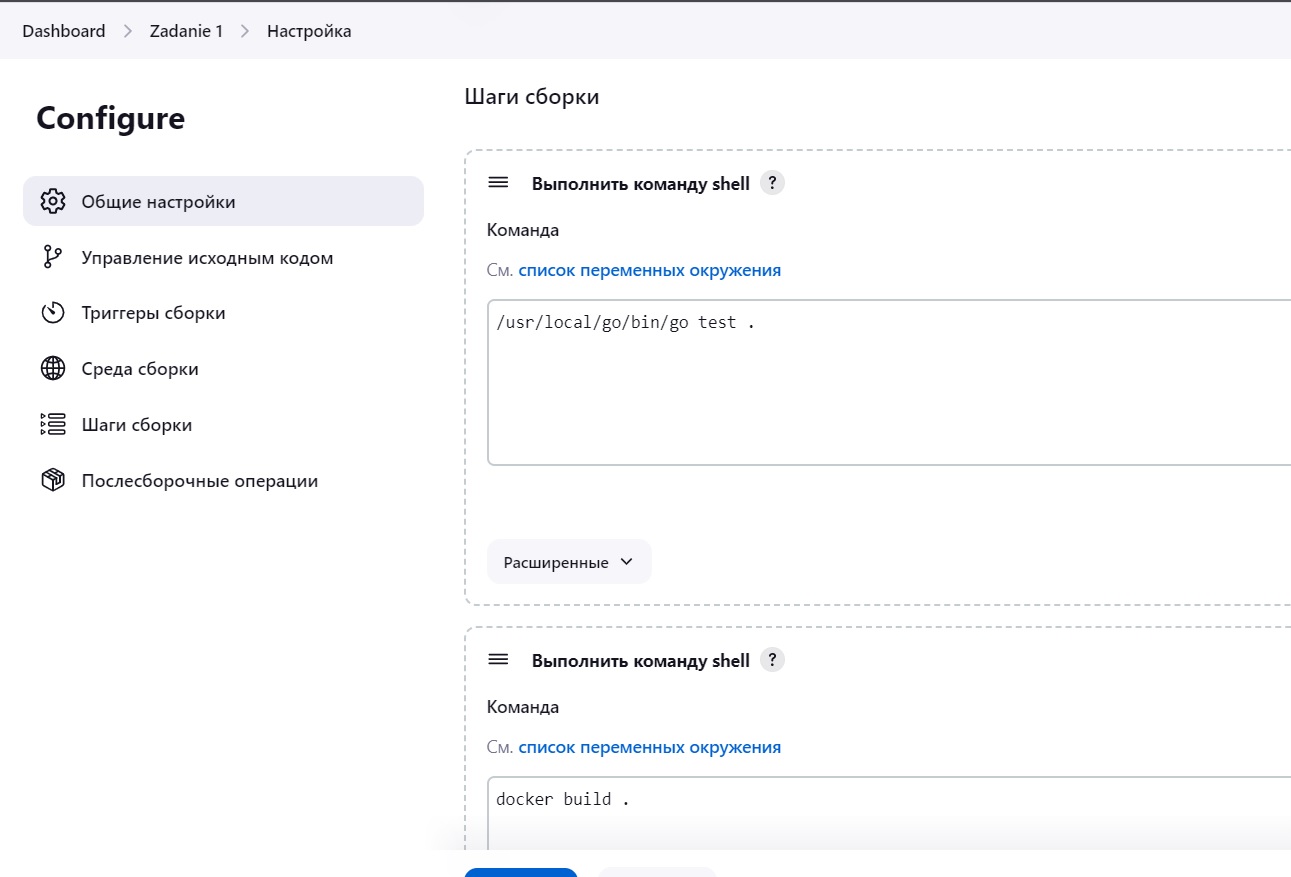 Dashboard > Zadanie 1 > Настройка
Configure
Общие настройки
Управление исходным кодом
Триггеры сборки
Среда сборки
Шаги сборки
Послесборочные операции
Шаги сборки
Выполнить команду shell ?
Команда
См. список переменных окружения
/usr/local/go/bin/go test .
Расширенные
Выполнить команду shell ?
Команда
См. список переменных окружения
docker build .